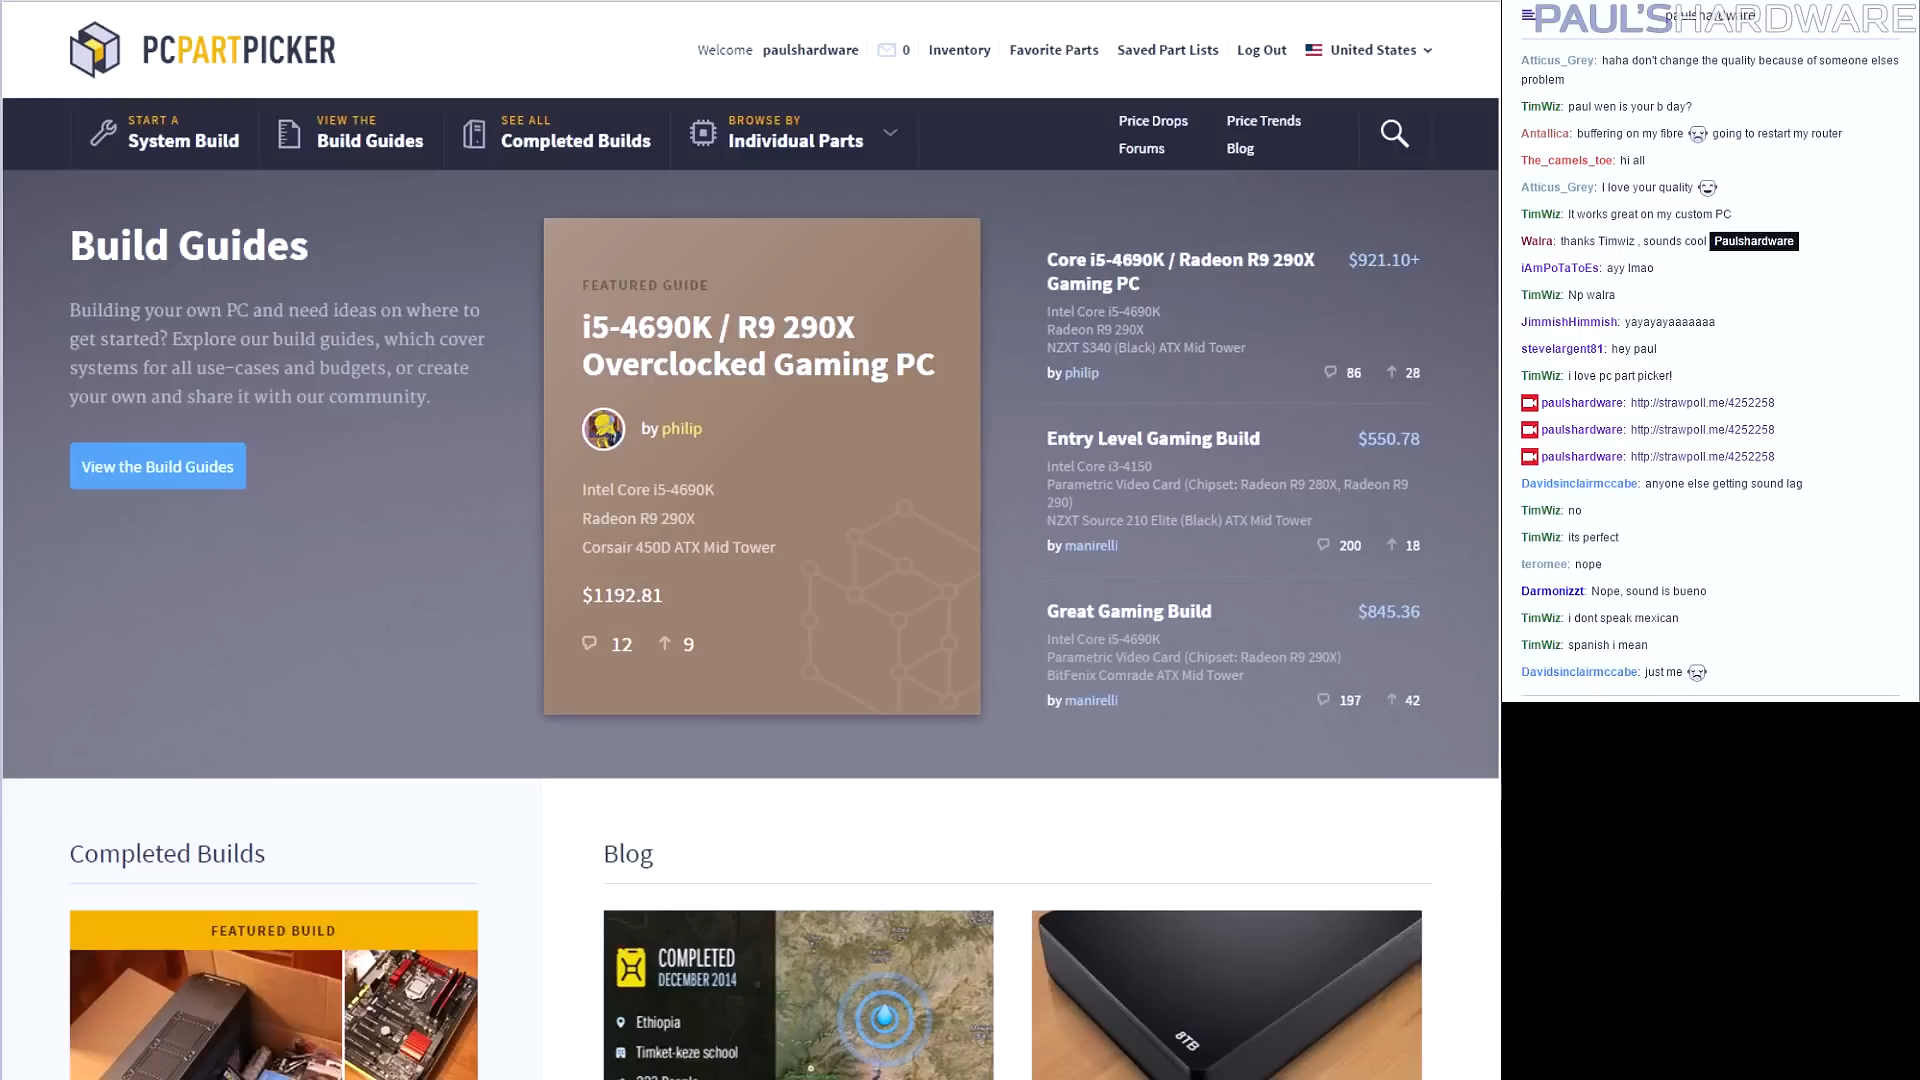 PCPARTPICKER
Welcome paulshardware 0 Inventory Favorite Parts Saved Part Lists Log Out United States
START A
System Build
VIEW THE
Build Guides
SEE ALL
Completed Builds
BROWSE BY
Individual Parts
Price Drops Price Trends
Forums Blog
Build Guides
Building your own PC and need ideas on where to
get started? Explore our build guides, which cover
systems for all use-cases and budgets, or create
your own and share it with our community.
View the Build Guides
FEATURED GUIDE
i5-4690K / R9 290X
Overclocked Gaming PC
by philip
Intel Core i5-4690K
Radeon R9 290X
Corsair 450D ATX Mid Tower
$1192.81
12 9
Core i5-4690K / Radeon R9 290X $921.10+
Gaming PC
Intel Core i5-4690K
Radeon R9 290X
NZXT S340 (Black) ATX Mid Tower
by philip 86 28
Entry Level Gaming Build $550.78
Intel Core i3-4150
Parametric Video Card (Chipset: Radeon R9 280X, Radeon R9
290)
NZXT Source 210 Elite (Black) ATX Mid Tower
by manirelli 200 18
Great Gaming Build $845.36
Intel Core i5-4690K
Parametric Video Card (Chipset: Radeon R9 290X)
BitFenix Comrade ATX Mid Tower
by manirelli 197 42
Completed Builds
FEATURED BUILD
Blog
COMPLETED
DECEMBER 2014
Ethiopia
Timket-keze school
8TB
PAUL'SHARDWARE
paulshardware
Atticus_Grey: haha don't change the quality because of someone elses
problem
TimWiz: paul wen is your b day?
Antallica: buffering on my fibre going to restart my router
The_camels_toe: hi all
Atticus_Grey: I love your quality
TimWiz: It works great on my custom PC
Walra: thanks Timwiz , sounds cool Paulshardware
iAmPoTaToEs: ayy lmao
TimWiz: Np walra
JimmishHimmish: yayayayaaaaaaa
stevelargent81: hey paul
TimWiz: i love pc part picker!
paulshardware: http://strawpoll.me/4252258
paulshardware: http://strawpoll.me/4252258
paulshardware: http://strawpoll.me/4252258
Davidsinclairmccabe: anyone else getting sound lag
TimWiz: no
TimWiz: its perfect
teromee: nope
Darmonizzt: Nope, sound is bueno
TimWiz: i dont speak mexican
TimWiz: spanish i mean
Davidsinclairmccabe: just me